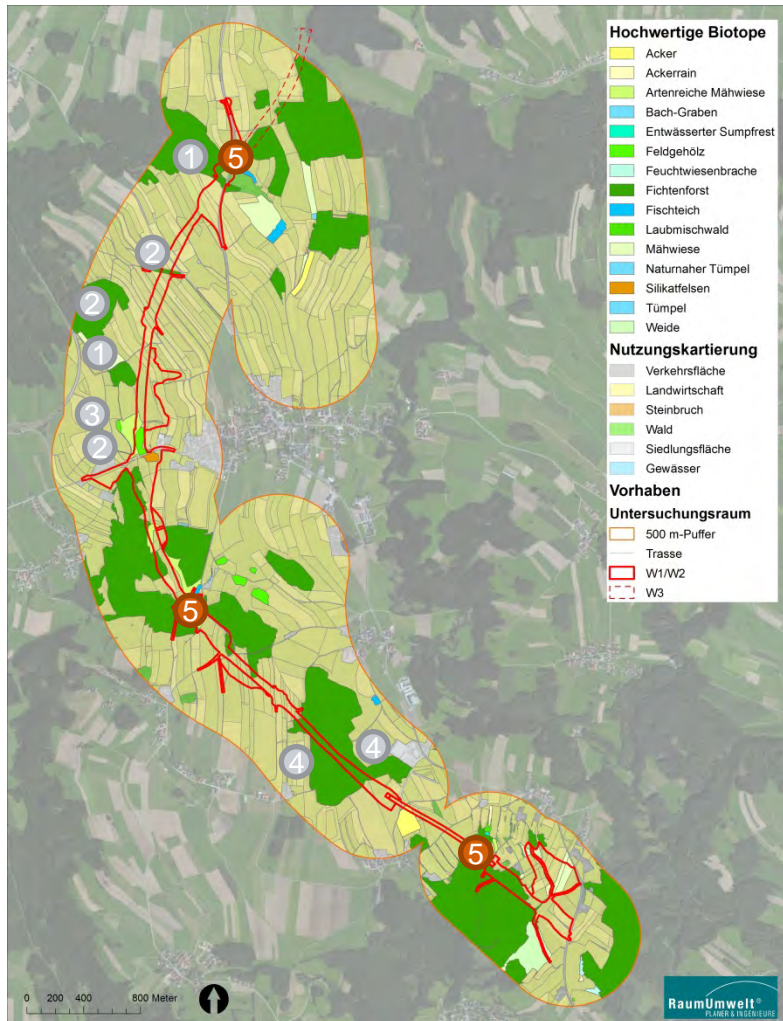 Hochwertige Biotope
Acker
Ackerrain
Artenreiche Mähwiese
Bach-Graben
Entwässerter Sumpfrest
Feldgehölz
Feuchtwiesenbrache
Fichtenforst
Fischteich
Laubmischwald
Mähwiese
Naturnaher Tümpel
Silikatfelsen
Tümpel
Weide
Nutzungskartierung
Verkehrsfläche
Landwirtschaft
Steinbruch
Wald
Siedlungsfläche
Gewässer
Vorhaben
Untersuchungsraum
500 m-Puffer
Trasse
W1/W2
W3
1
5
2
2
1
3
2
5
4
4
5
0 200 400 800 Meter
RaumUmwelt®
PLANER & INGENIEURE